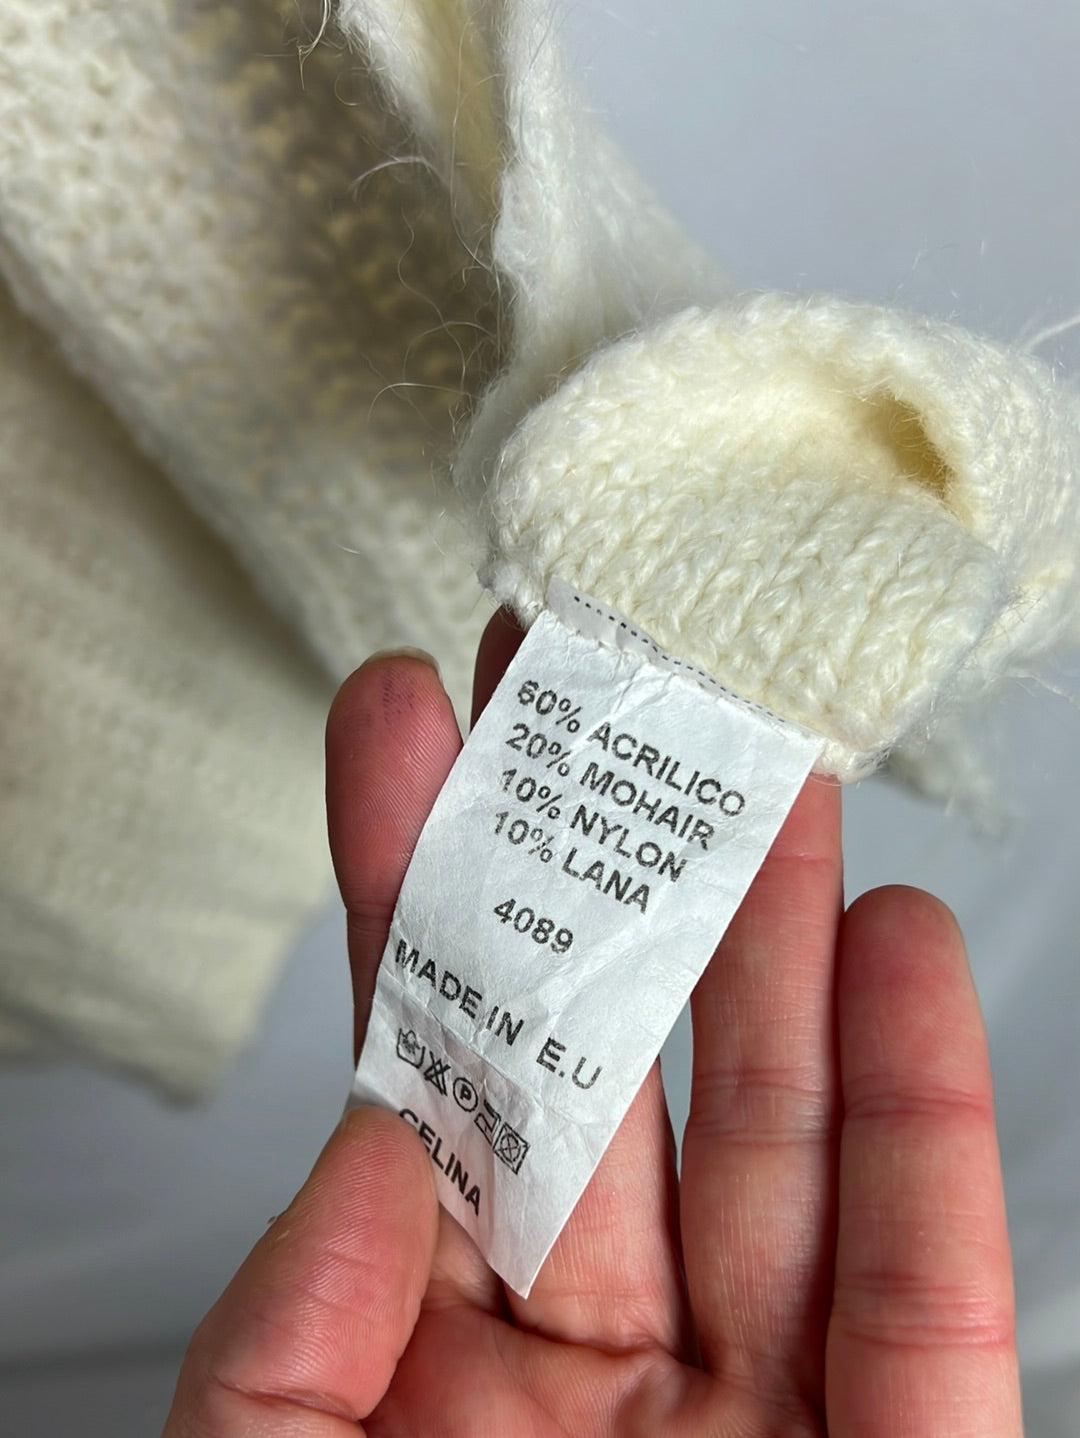 60% ACRILICO
20% MOHAIR
10% NYLON
10% LANA
4089
MADE IN E.U
P
CELINA